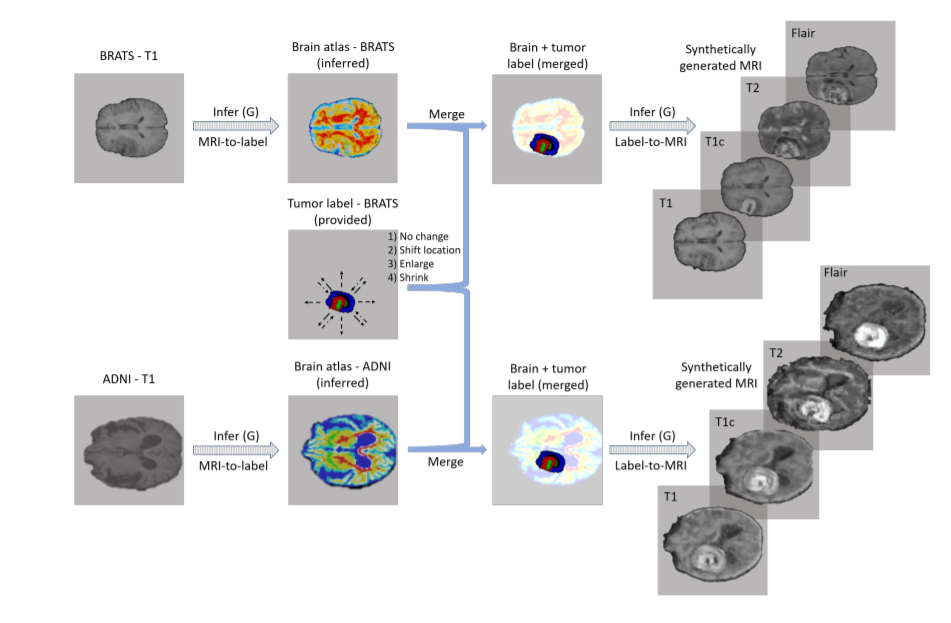 BRATS - T1
Infer (G)
MRI-to-label
Brain atlas - BRATS
(inferred)
Merge
Brain + tumor
label (merged)
Infer (G)
Label-to-MRI
Synthetically
generated MRI
Flair
T2
T1c
T1
Tumor label - BRATS
(provided)
1) No change
2) Shift location
3) Enlarge
4) Shrink
ADNI - T1
Infer (G)
MRI-to-label
Brain atlas - ADNI
(inferred)
Merge
Brain + tumor
label (merged)
Infer (G)
Label-to-MRI
Synthetically
generated MRI
Flair
T2
T1c
T1